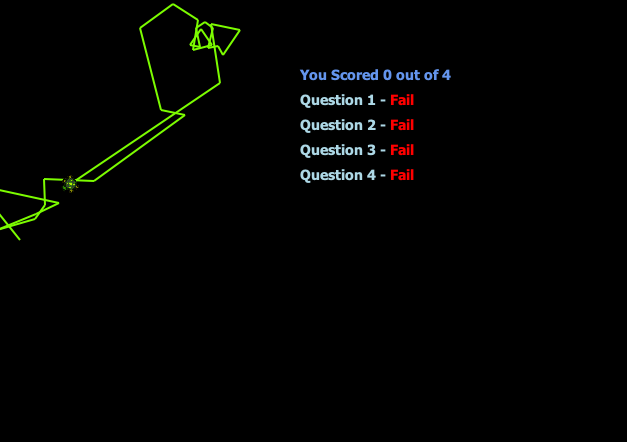 You Scored 0 out of 4
Question 1 - Fail
Question 2 - Fail
Question 3 - Fail
Question 4 - Fail